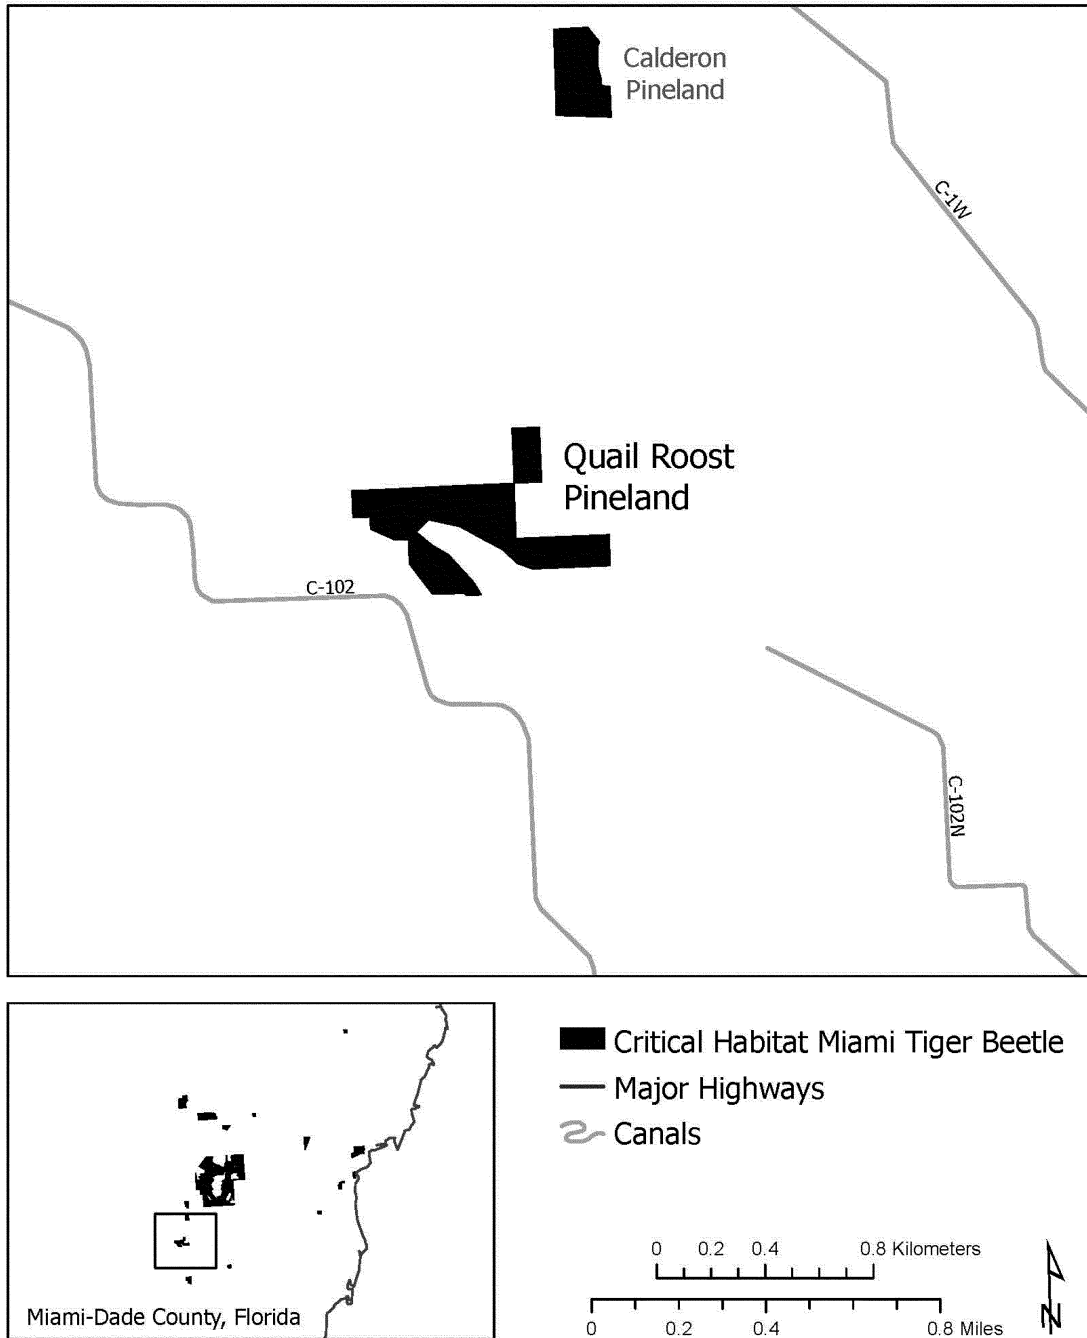 Calderon
Pineland
C-1W
Quail Roost
Pineland
C-102
C-102N
Critical Habitat Miami Tiger Beetle
Major Highways
Canals
0 0.2 0.4 0.8 Kilometers
0 0.2 0.4 0.8 Miles
N
Miami-Dade County, Florida